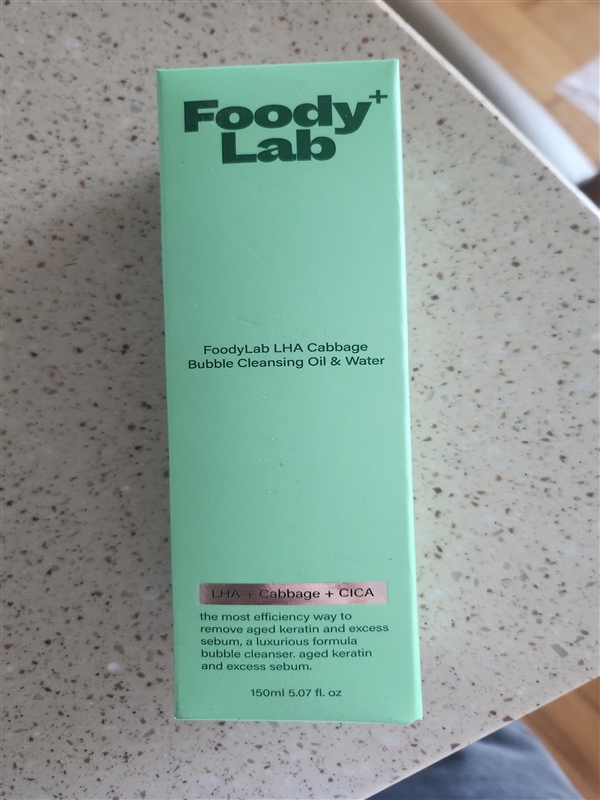 Foody+
Lab
FoodyLab LHA Cabbage
Bubble Cleansing Oil & Water
LHA + Cabbage + CICA
the most efficiency way to
remove aged keratin and excess
sebum, a luxurious formula
bubble cleanser. aged keratin
and excess sebum.
150ml 5.07 fl. oz